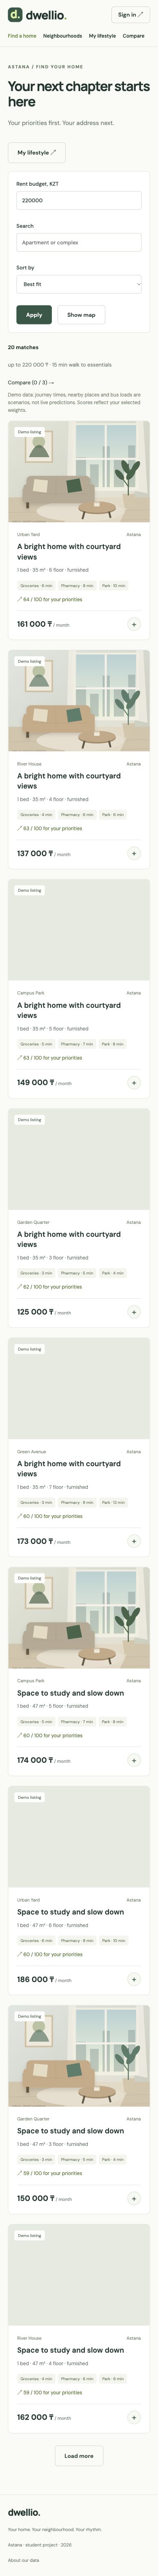 d. dwellio.
Sign in ↗
Find a home Neighbourhoods My lifestyle Compare
ASTANA / FIND YOUR HOME
Your next chapter starts
here
Your priorities first. Your address next.
My lifestyle ↗
Rent budget, KZT
220000
Search
Apartment or complex
Sort by
Best fit
Apply Show map
20 matches
up to 220 000 ₸ · 15 min walk to essentials
Compare (0 / 3) →
Demo data: journey times, nearby places and bus loads are
scenarios, not live predictions. Scores reflect your selected
weights.
Demo listing
Urban Yard Astana
A bright home with courtyard
views
1 bed · 35 m² · 6 floor · furnished
Groceries · 6 min Pharmacy · 8 min Park · 10 min
↗ 64 / 100 for your priorities
161 000 ₸ / month +
Demo listing
River House Astana
A bright home with courtyard
views
1 bed · 35 m² · 4 floor · furnished
Groceries · 4 min Pharmacy · 6 min Park · 9 min
↗ 63 / 100 for your priorities
137 000 ₸ / month +
Demo listing
Campus Park Astana
A bright home with courtyard
views
1 bed · 35 m² · 5 floor · furnished
Groceries · 5 min Pharmacy · 7 min Park · 8 min
↗ 63 / 100 for your priorities
149 000 ₸ / month +
Demo listing
Garden Quarter Astana
A bright home with courtyard
views
1 bed · 35 m² · 3 floor · furnished
Groceries · 3 min Pharmacy · 5 min Park · 4 min
↗ 62 / 100 for your priorities
125 000 ₸ / month +
Demo listing
Green Avenue Astana
A bright home with courtyard
views
1 bed · 35 m² · 7 floor · furnished
Groceries · 3 min Pharmacy · 9 min Park · 12 min
↗ 60 / 100 for your priorities
173 000 ₸ / month +
Demo listing
Campus Park Astana
Space to study and slow down
1 bed · 47 m² · 5 floor · furnished
Groceries · 5 min Pharmacy · 7 min Park · 8 min
↗ 60 / 100 for your priorities
174 000 ₸ / month +
Demo listing
Urban Yard Astana
Space to study and slow down
1 bed · 47 m² · 6 floor · furnished
Groceries · 6 min Pharmacy · 8 min Park · 10 min
↗ 60 / 100 for your priorities
186 000 ₸ / month +
Demo listing
Garden Quarter Astana
Space to study and slow down
1 bed · 47 m² · 3 floor · furnished
Groceries · 3 min Pharmacy · 5 min Park · 4 min
↗ 59 / 100 for your priorities
150 000 ₸ / month +
Demo listing
River House Astana
Space to study and slow down
1 bed · 47 m² · 4 floor · furnished
Groceries · 4 min Pharmacy · 6 min Park · 9 min
↗ 59 / 100 for your priorities
162 000 ₸ / month +
Load more
dwellio.
Your home. Your neighbourhood. Your rhythm.
Astana · student project · 2026
About our data